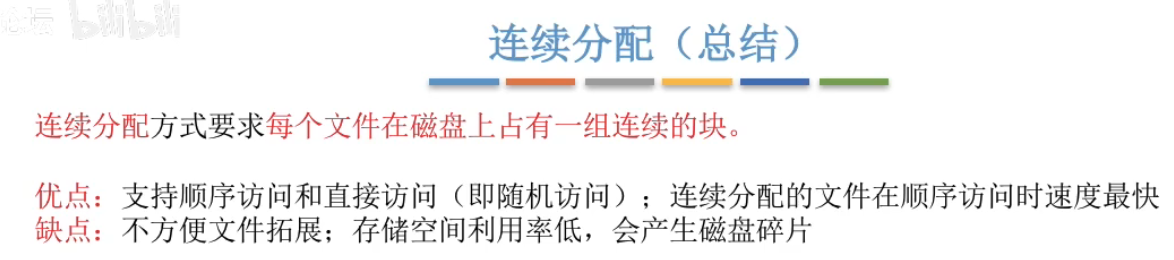 论坛 bilibili
连续分配（总结）
连续分配方式要求每个文件在磁盘上占有一组连续的块。
优点：支持顺序访问和直接访问（即随机访问）；连续分配的文件在顺序访问时速度最快
缺点：不方便文件拓展；存储空间利用率低，会产生磁盘碎片